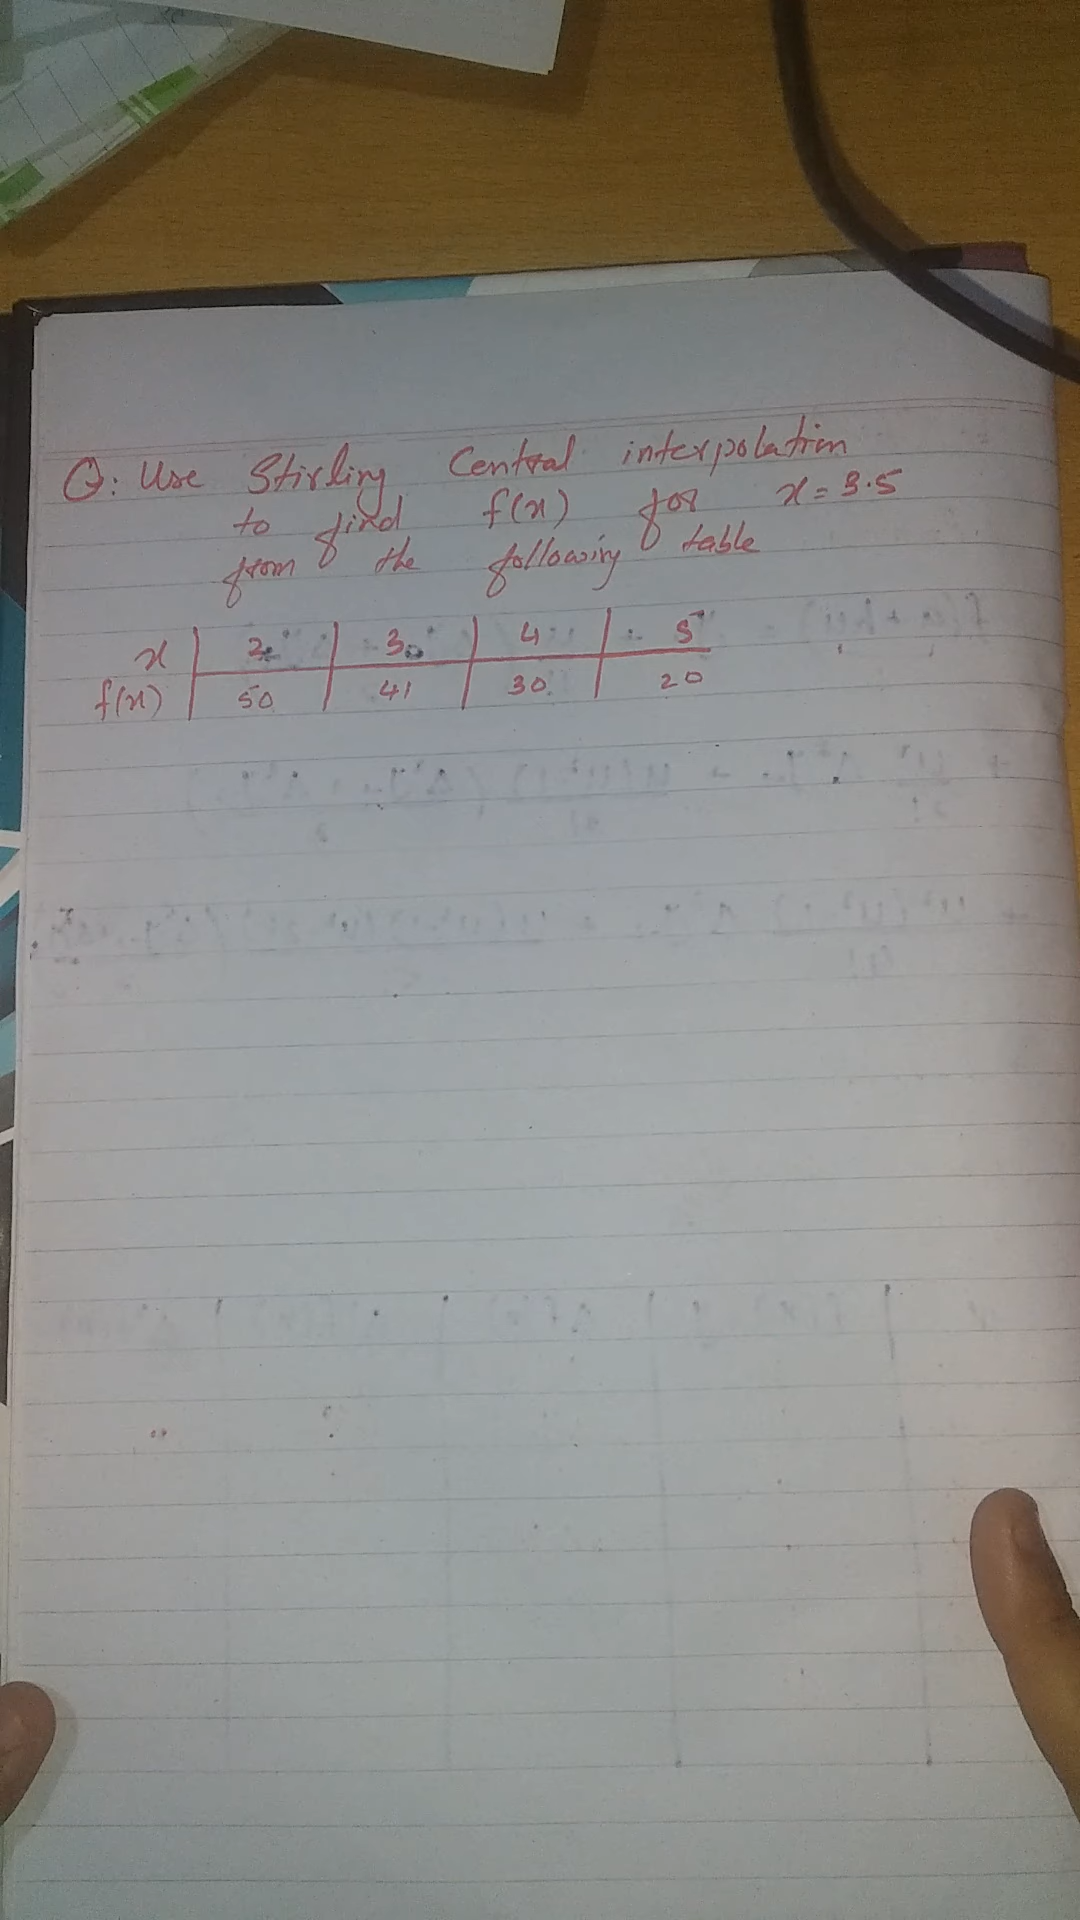 Q: Use Stirling Central interpolation
to find f(x) for x = 3.5
from the following table
x | 2 | 3 | 4 | 5
f(x) | 50 | 41 | 30 | 20